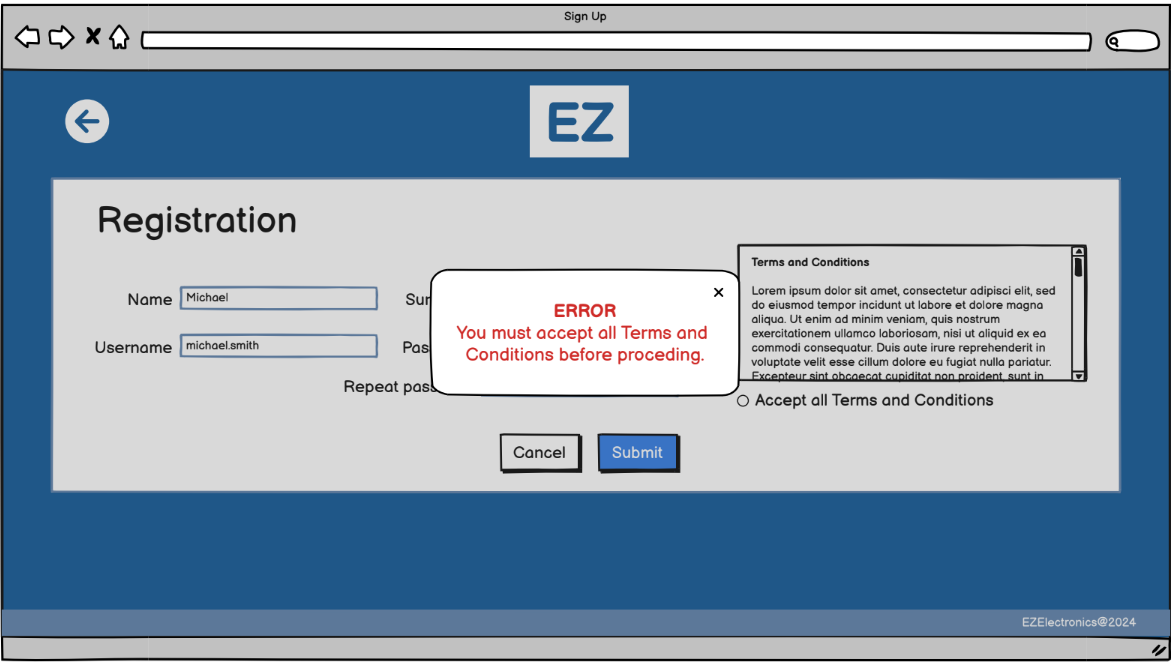 Sign Up
EZ
Registration
Name Michael
Username michael.smith
Repeat
ERROR
You must accept all Terms and
Conditions before proceding.
Terms and Conditions
Lorem ipsum dolor sit amet, consectetur adipisci elit, sed
do eiusmod tempor incidunt ut labore et dolore magna
aliqua. Ut enim ad minim veniam, quis nostrum
exercitationem ullamco laboriosam, nisi ut aliquid ex ea
commodi consequatur. Duis aute irure reprehenderit in
voluptate velit esse cillum dolore eu fugiat nulla pariatur.
Excepteur sint obcaecat cupiditat non proident, sunt in
Accept all Terms and Conditions
Cancel
Submit
EZElectronics@2024